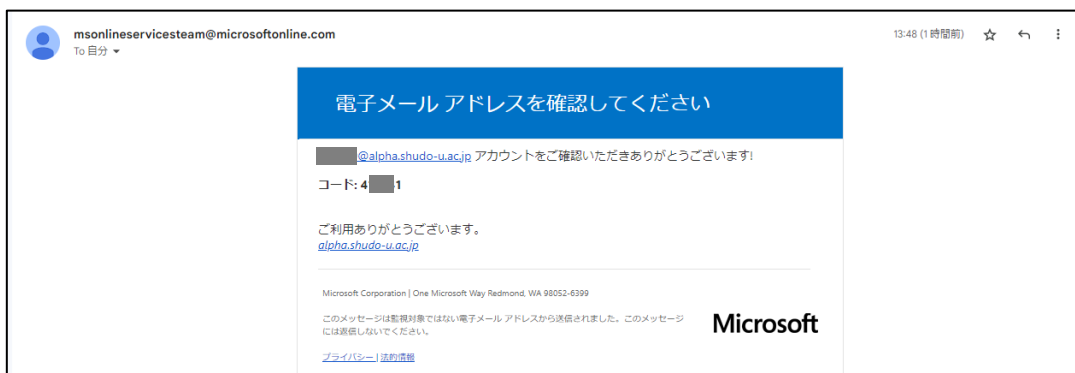 msonlineservicesteam@microsoftonline.com
13:48 (1 時間前)
To 自分
電子メール アドレスを確認してください
@alpha.shudo-u.ac.jp アカウントをご確認いただきありがとうございます!
コード: 4 1
ご利用ありがとうございます。
alpha.shudo-u.ac.jp
Microsoft Corporation | One Microsoft Way Redmond, WA 98052-6399
このメッセージは監視対象ではない電子メール アドレスから送信されました。このメッセージ
には返信しないでください。
Microsoft
プライバシー | 法的情報